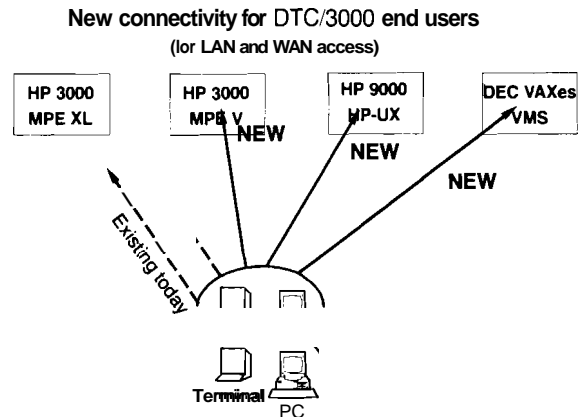 New connectivity for DTC/3000 end users
(lor LAN and WAN access)
HP 3000
MPE XL
HP 3000
MPE V
HP 9000
HP-UX
DEC VAXes
VMS
NEW
NEW
NEW
Existing today
Terminal
PC